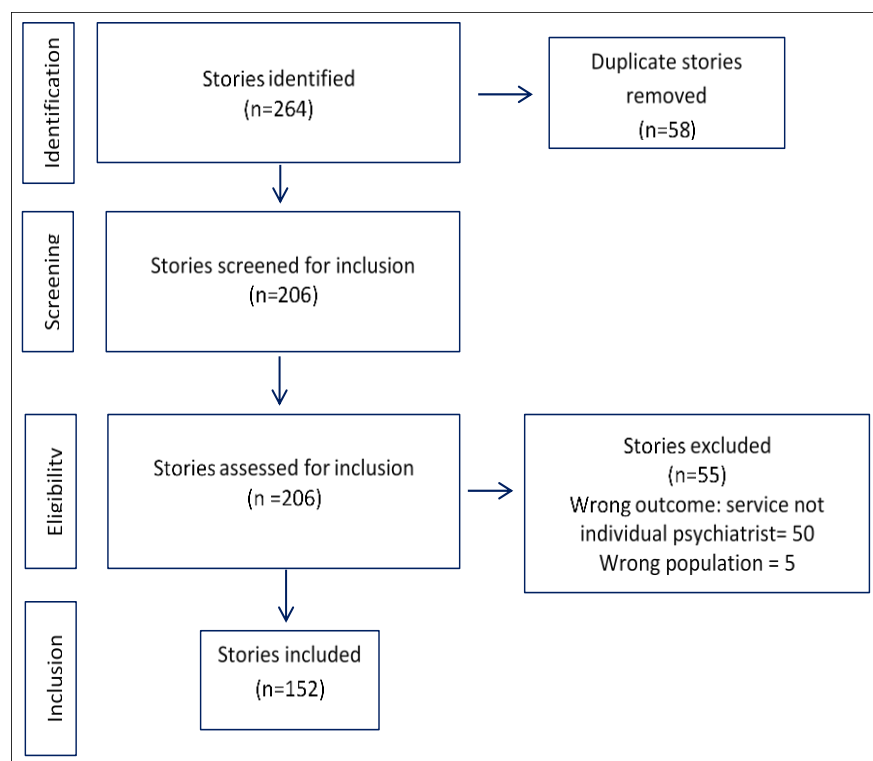 Identification
Stories identified
(n=264)
Duplicate stories
removed
(n=58)
Screening
Stories screened for inclusion
(n=206)
Eligibility
Stories assessed for inclusion
(n =206)
Stories excluded
(n=55)
Wrong outcome: service not
individual psychiatrist= 50
Wrong population = 5
Inclusion
Stories included
(n=152)